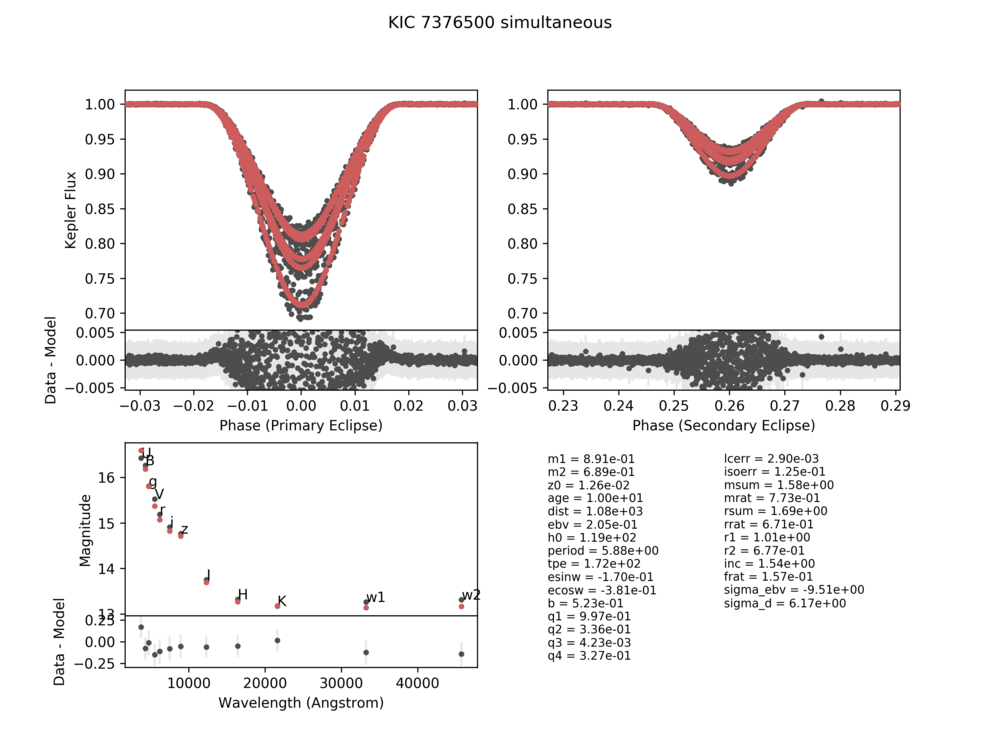 KIC 7376500 simultaneous
1.00
0.95
0.90
0.85
0.80
0.75
0.70
Kepler Flux
1.00
0.95
0.90
0.85
0.80
0.75
0.70
0.005
0.000
−0.005
Data - Model
0.005
0.000
−0.005
−0.03 −0.02 −0.01 0.00 0.01 0.02 0.03
Phase (Primary Eclipse)
0.23 0.24 0.25 0.26 0.27 0.28 0.29
Phase (Secondary Eclipse)
16
15
14
13
Magnitude
U
B
g
V
r
i
z
J
H
K
w1
w2
0.25
0.00
−0.25
Data - Model
10000 20000 30000 40000
Wavelength (Angstrom)
m1 = 8.91e-01
m2 = 6.89e-01
z0 = 1.26e-02
age = 1.00e+01
dist = 1.08e+03
ebv = 2.05e-01
h0 = 1.19e+02
period = 5.88e+00
tpe = 1.72e+02
esinw = -1.70e-01
ecosw = -3.81e-01
b = 5.23e-01
q1 = 9.97e-01
q2 = 3.36e-01
q3 = 4.23e-03
q4 = 3.27e-01
lcerr = 2.90e-03
isoerr = 1.25e-01
msum = 1.58e+00
mrat = 7.73e-01
rsum = 1.69e+00
rrat = 6.71e-01
r1 = 1.01e+00
r2 = 6.77e-01
inc = 1.54e+00
frat = 1.57e-01
sigma_ebv = -9.51e+00
sigma_d = 6.17e+00